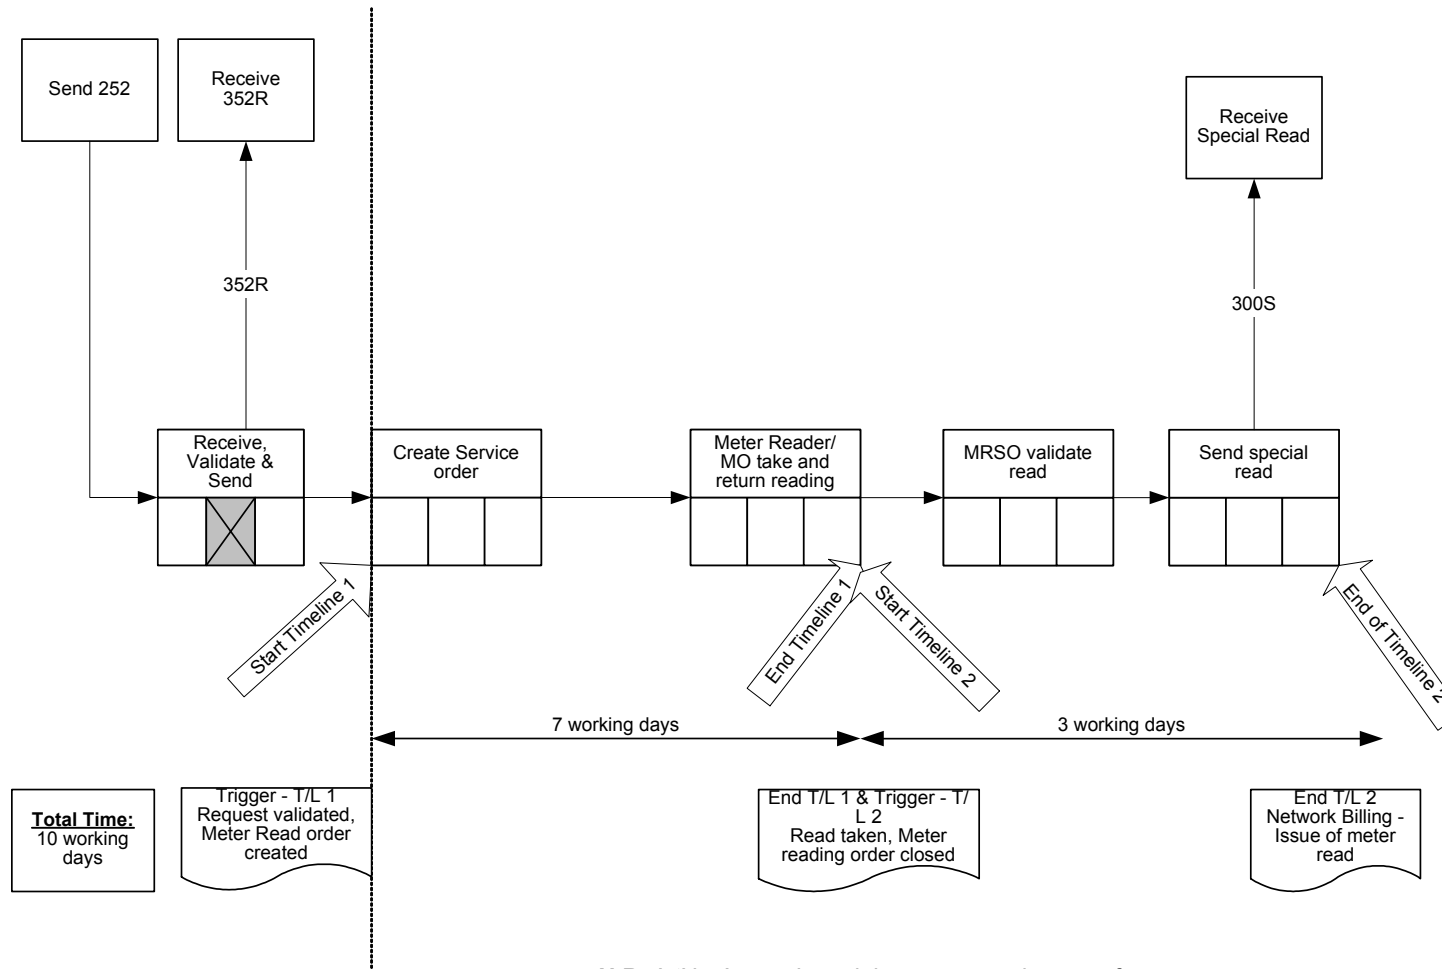 Send 252
Receive
352R
Receive
Special Read
352R
300S
Receive,
Validate &
Send
Create Service
order
Meter Reader/
MO take and
return reading
MRSO validate
read
Send special
read
Start Timeline 1
End Timeline 1
Start Timeline 2
End of Timeline 2
7 working days
3 working days
Total Time:
10 working
days
Trigger - T/L 1
Request validated,
Meter Read order
created
End T/L 1 & Trigger - T/
L 2
Read taken, Meter
reading order closed
End T/L 2
Network Billing -
Issue of meter
read